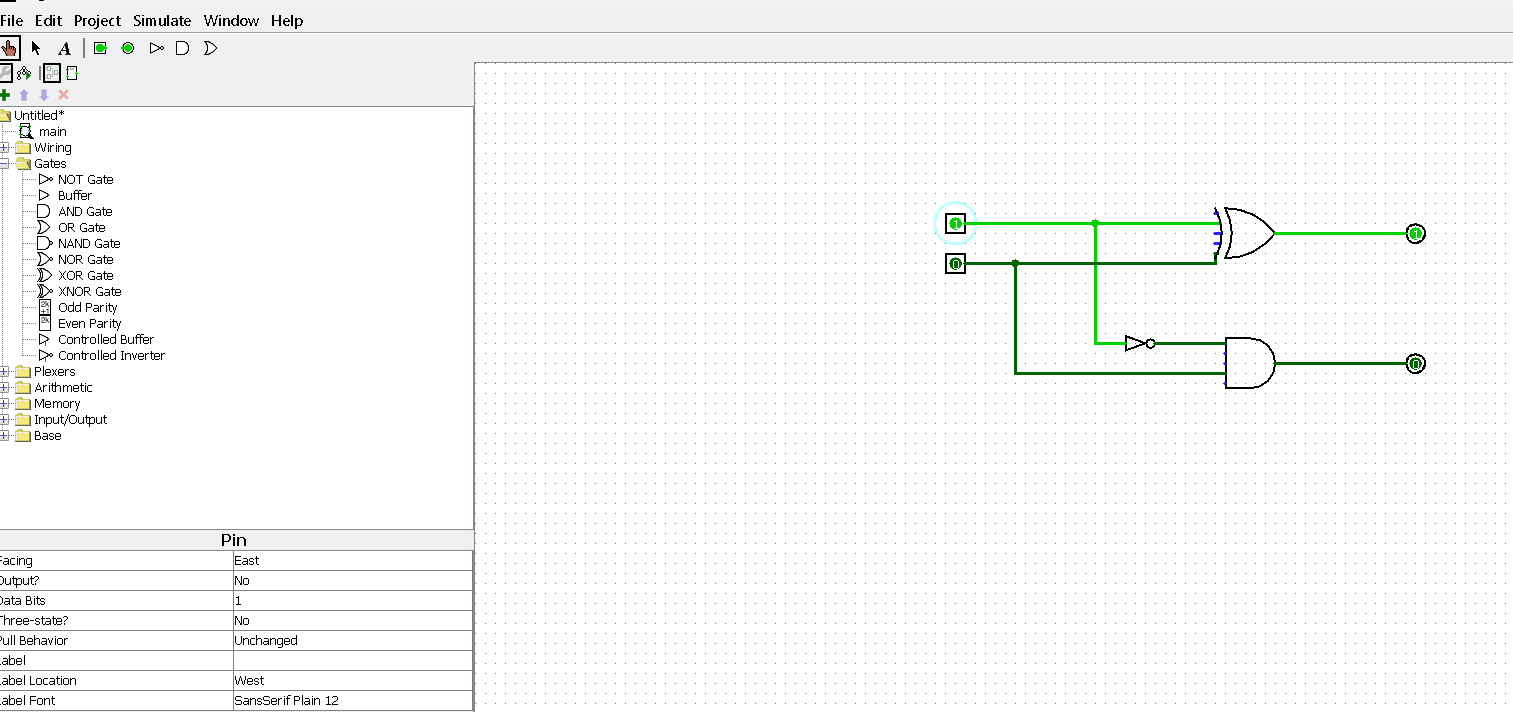 File Edit Project Simulate Window Help
A
Untitled*
main
Wiring
Gates
NOT Gate
Buffer
AND Gate
OR Gate
NAND Gate
NOR Gate
XOR Gate
XNOR Gate
2k+1 Odd Parity
2k Even Parity
Controlled Buffer
Controlled Inverter
Plexers
Arithmetic
Memory
Input/Output
Base
Pin
Facing East
Output? No
Data Bits 1
Three-state? No
Pull Behavior Unchanged
Label
Label Location West
Label Font SansSerif Plain 12
1
1
0
0